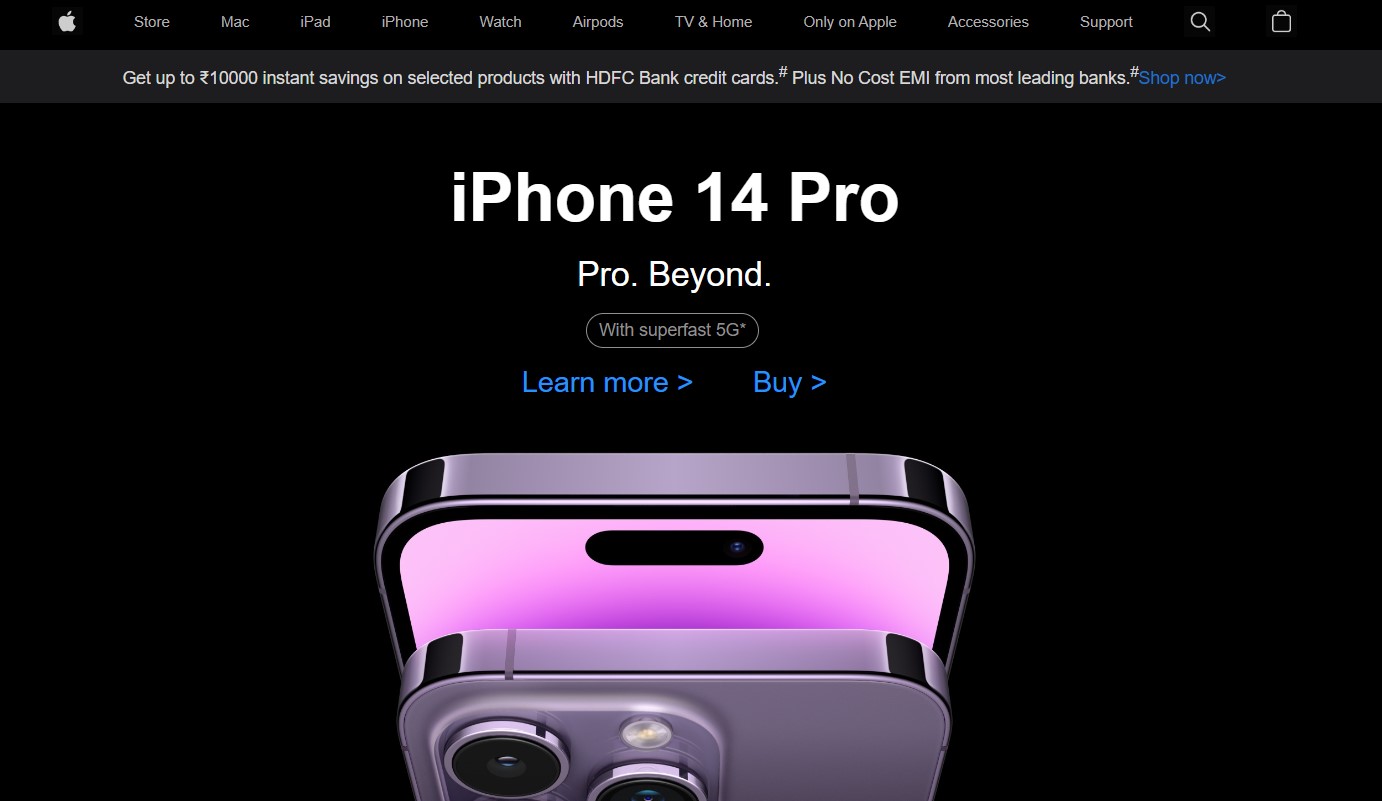 Store Mac iPad iPhone Watch Airpods TV & Home Only on Apple Accessories Support
Get up to ₹10000 instant savings on selected products with HDFC Bank credit cards.# Plus No Cost EMI from most leading banks.#Shop now>
iPhone 14 Pro
Pro. Beyond.
With superfast 5G*
Learn more > Buy >